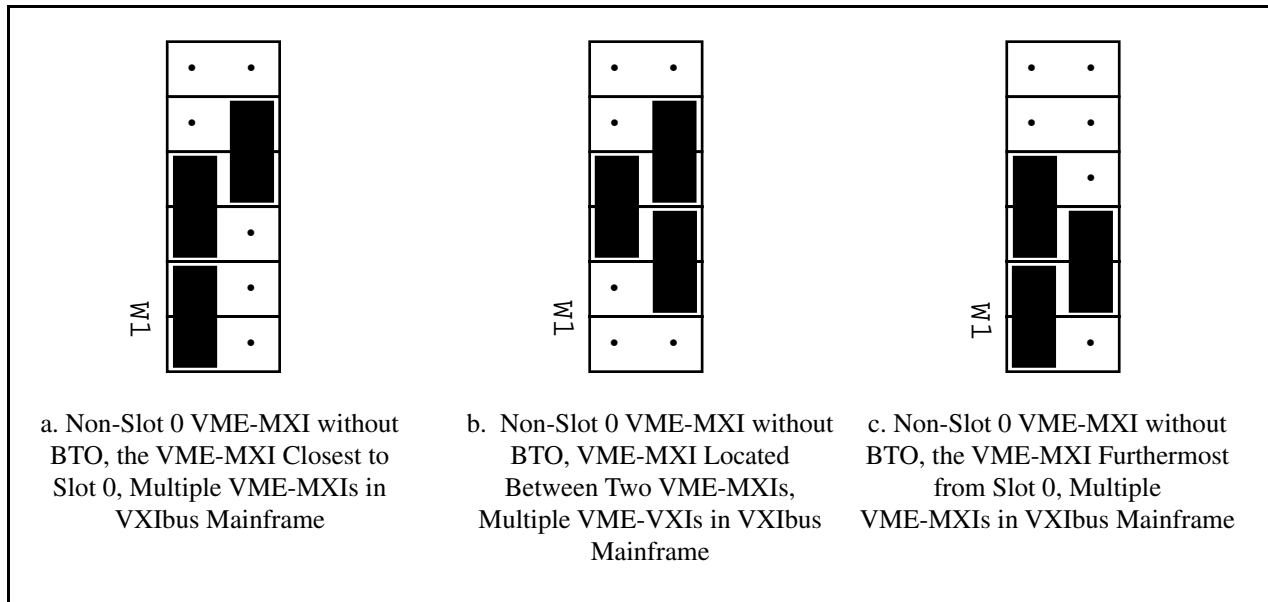 W1
a. Non-Slot 0 VME-MXI without
BTO, the VME-MXI Closest to
Slot 0, Multiple VME-MXIs in
VXIbus Mainframe
W1
b. Non-Slot 0 VME-MXI without
BTO, VME-MXI Located
Between Two VME-MXIs,
Multiple VME-VXIs in VXIbus
Mainframe
W1
c. Non-Slot 0 VME-MXI without
BTO, the VME-MXI Furthermost
from Slot 0, Multiple
VME-MXIs in VXIbus Mainframe